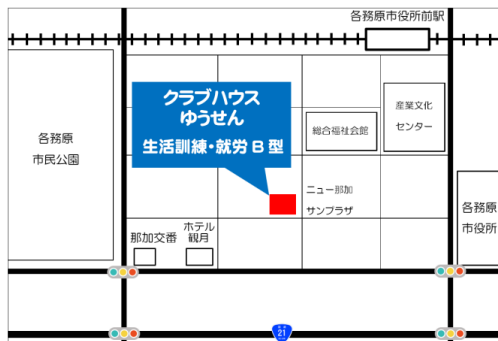 各務原市役所前駅
クラブハウス
ゆうせん
生活訓練・就労B型
産業文化
センター
総合福祉会館
各務原
市民公園
ニュー那加
サンプラザ
各務原
市役所
ホテル
観月
那加交番
21